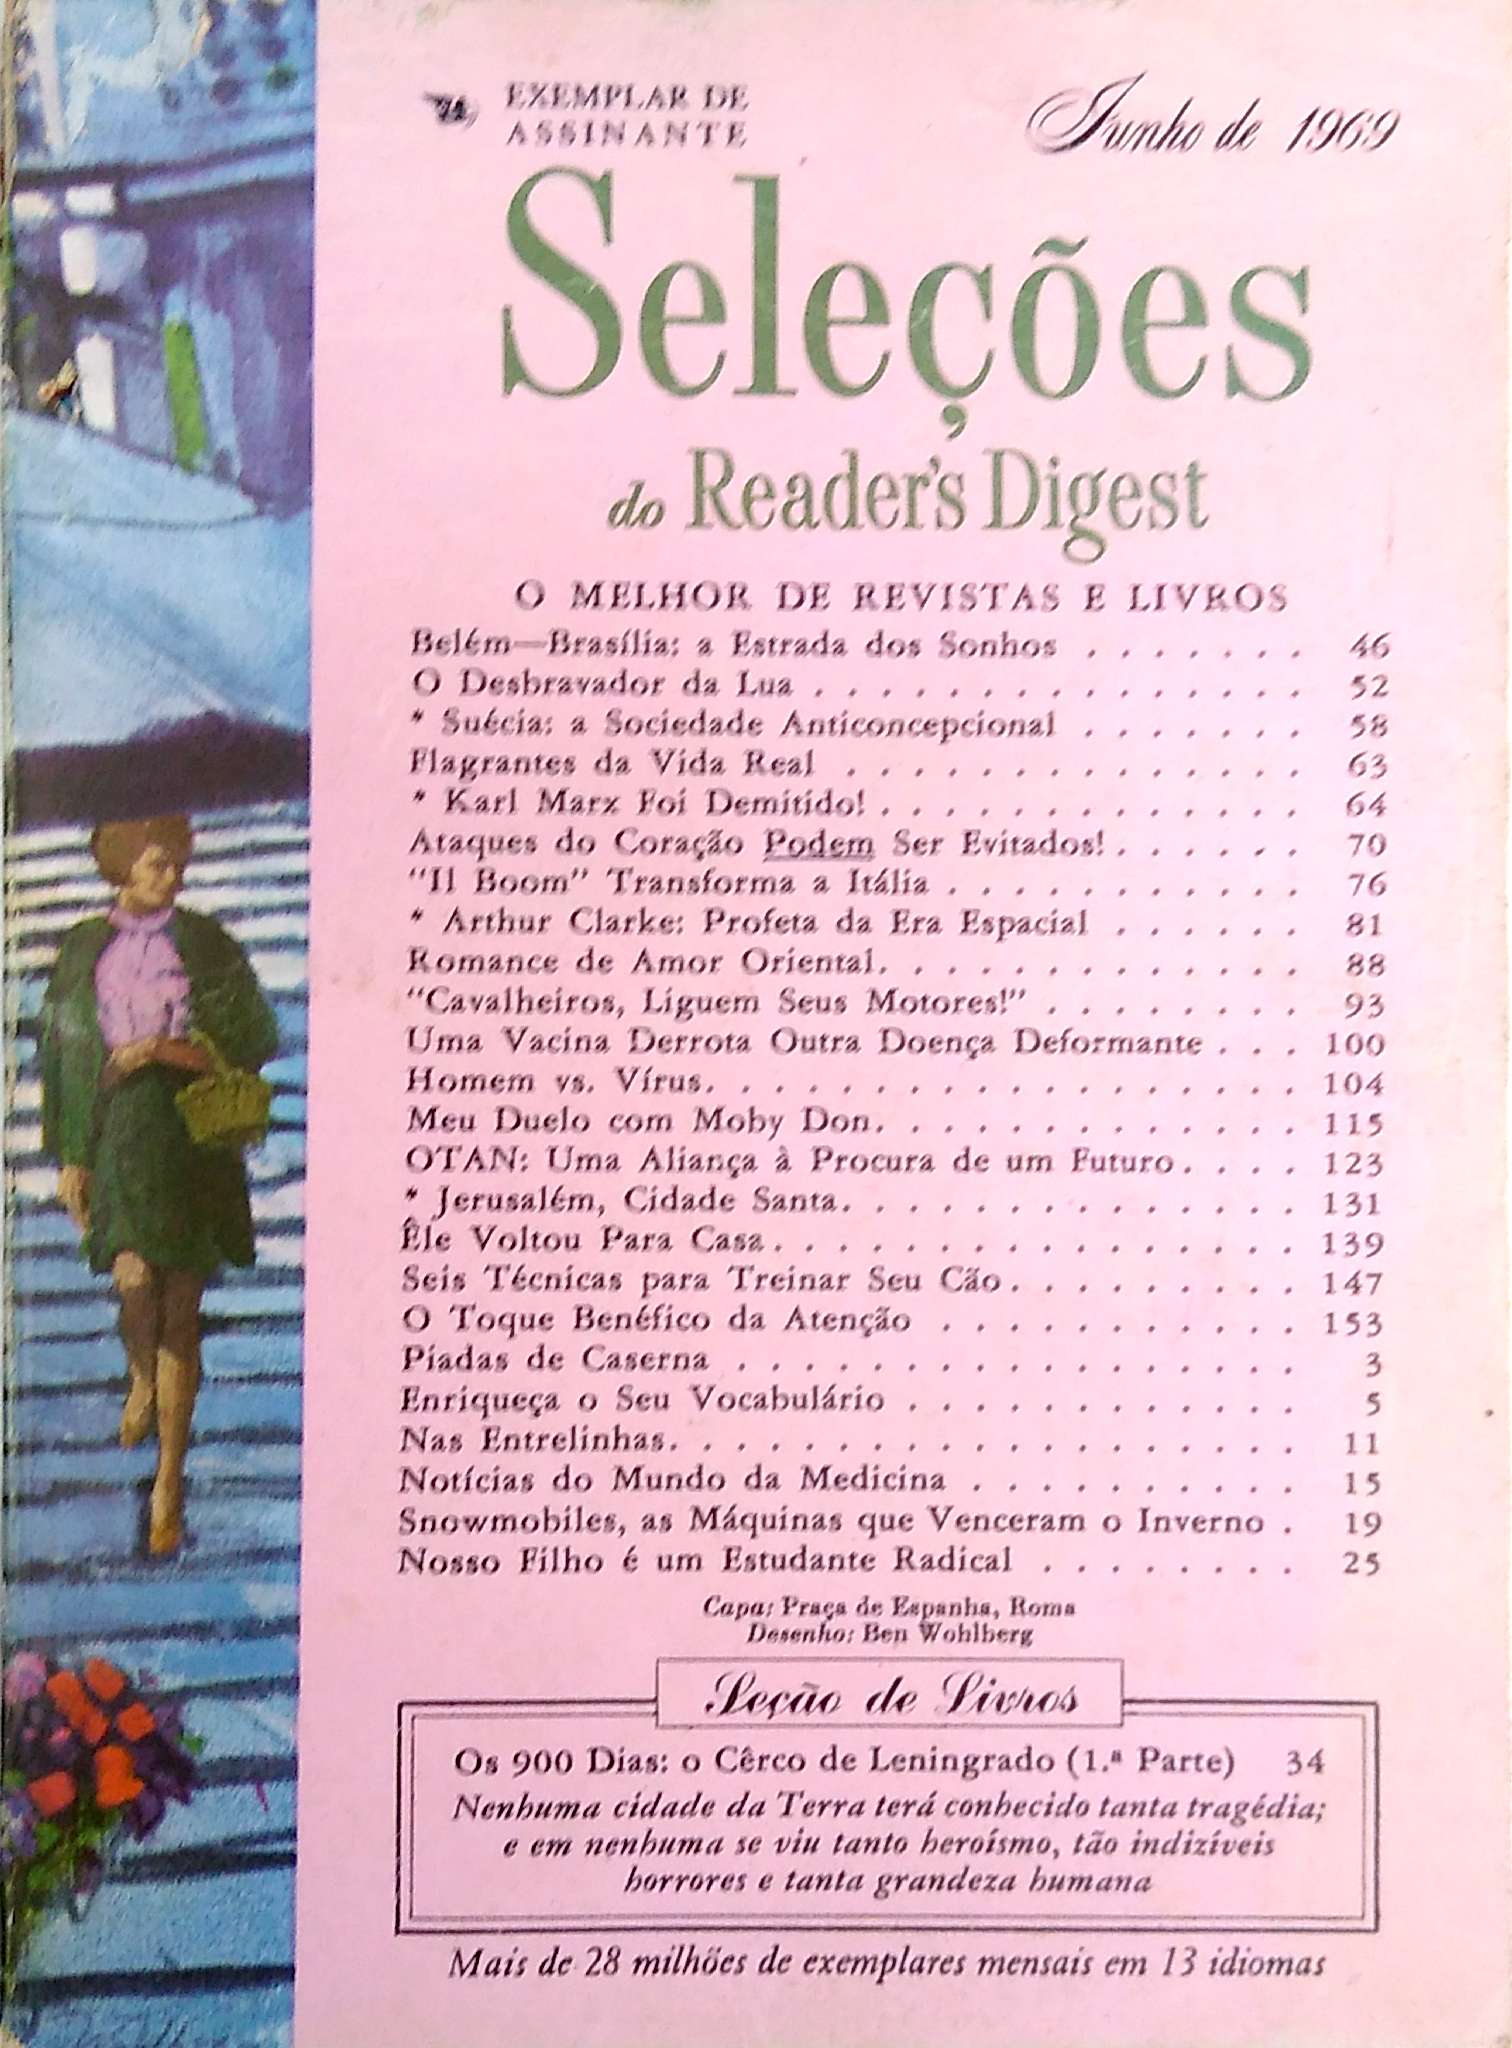 EXEMPLAR DE
ASSINANTE
Junho de 1969
Seleções
do Reader's Digest
O MELHOR DE REVISTAS E LIVROS
Belém—Brasília: a Estrada dos Sonhos . . . . . . . 46
O Desbravador da Lua . . . . . . . . . . . . . . . 52
* Suécia: a Sociedade Anticoncepcional . . . . . . . 58
Flagrantes da Vida Real . . . . . . . . . . . . . . 63
* Karl Marx Foi Demitido! . . . . . . . . . . . . . 64
Ataques do Coração Podem Ser Evitados! . . . . . . 70
"Il Boom" Transforma a Itália . . . . . . . . . . . 76
* Arthur Clarke: Profeta da Era Espacial . . . . . . 81
Romance de Amor Oriental. . . . . . . . . . . . . . 88
"Cavalheiros, Liguem Seus Motores!" . . . . . . . . 93
Uma Vacina Derrota Outra Doença Deformante . . . 100
Homem vs. Vírus. . . . . . . . . . . . . . . . . . 104
Meu Duelo com Moby Don. . . . . . . . . . . . . . 115
OTAN: Uma Aliança à Procura de um Futuro. . . . 123
* Jerusalém, Cidade Santa. . . . . . . . . . . . . . 131
Êle Voltou Para Casa. . . . . . . . . . . . . . . . 139
Seis Técnicas para Treinar Seu Cão. . . . . . . . . 147
O Toque Benéfico da Atenção . . . . . . . . . . . 153
Piadas de Caserna . . . . . . . . . . . . . . . . . 3
Enriqueça o Seu Vocabulário . . . . . . . . . . . . 5
Nas Entrelinhas. . . . . . . . . . . . . . . . . . . 11
Notícias do Mundo da Medicina . . . . . . . . . . 15
Snowmobiles, as Máquinas que Venceram o Inverno . 19
Nosso Filho é um Estudante Radical . . . . . . . . 25
Capa: Praça de Espanha, Roma
Desenho: Ben Wohlberg
Seção de Livros
Os 900 Dias: o Cêrco de Leningrado (1.ª Parte) 34
Nenhuma cidade da Terra terá conhecido tanta tragédia;
e em nenhuma se viu tanto heroísmo, tão indizíveis
horrores e tanta grandeza humana
Mais de 28 milhões de exemplares mensais em 13 idiomas